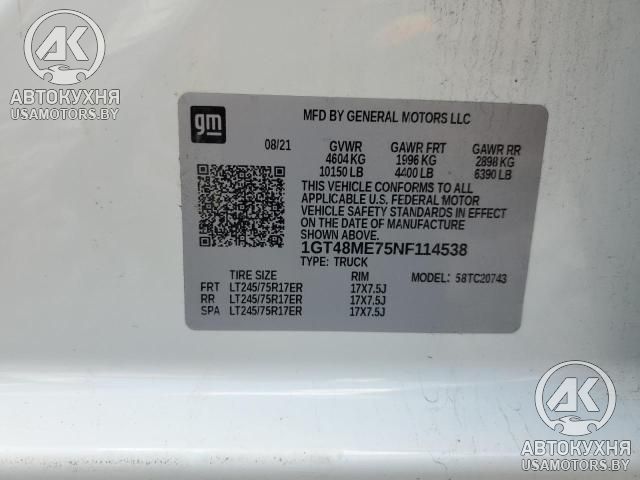 AK
АВТОКУХНЯ
USAMOTORS.BY
gm
MFD BY GENERAL MOTORS LLC
08/21 GVWR GAWR FRT GAWR RR
4604 KG 1996 KG 2898 KG
10150 LB 4400 LB 6390 LB
THIS VEHICLE CONFORMS TO ALL
APPLICABLE U.S. FEDERAL MOTOR
VEHICLE SAFETY STANDARDS IN EFFECT
ON THE DATE OF MANUFACTURE
SHOWN ABOVE.
1GT48ME75NF114538
TYPE: TRUCK MODEL: 58TC20743
TIRE SIZE RIM
FRT LT245/75R17ER 17X7.5J
RR LT245/75R17ER 17X7.5J
SPA LT245/75R17ER 17X7.5J
AK
АВТОКУХНЯ
USAMOTORS.BY